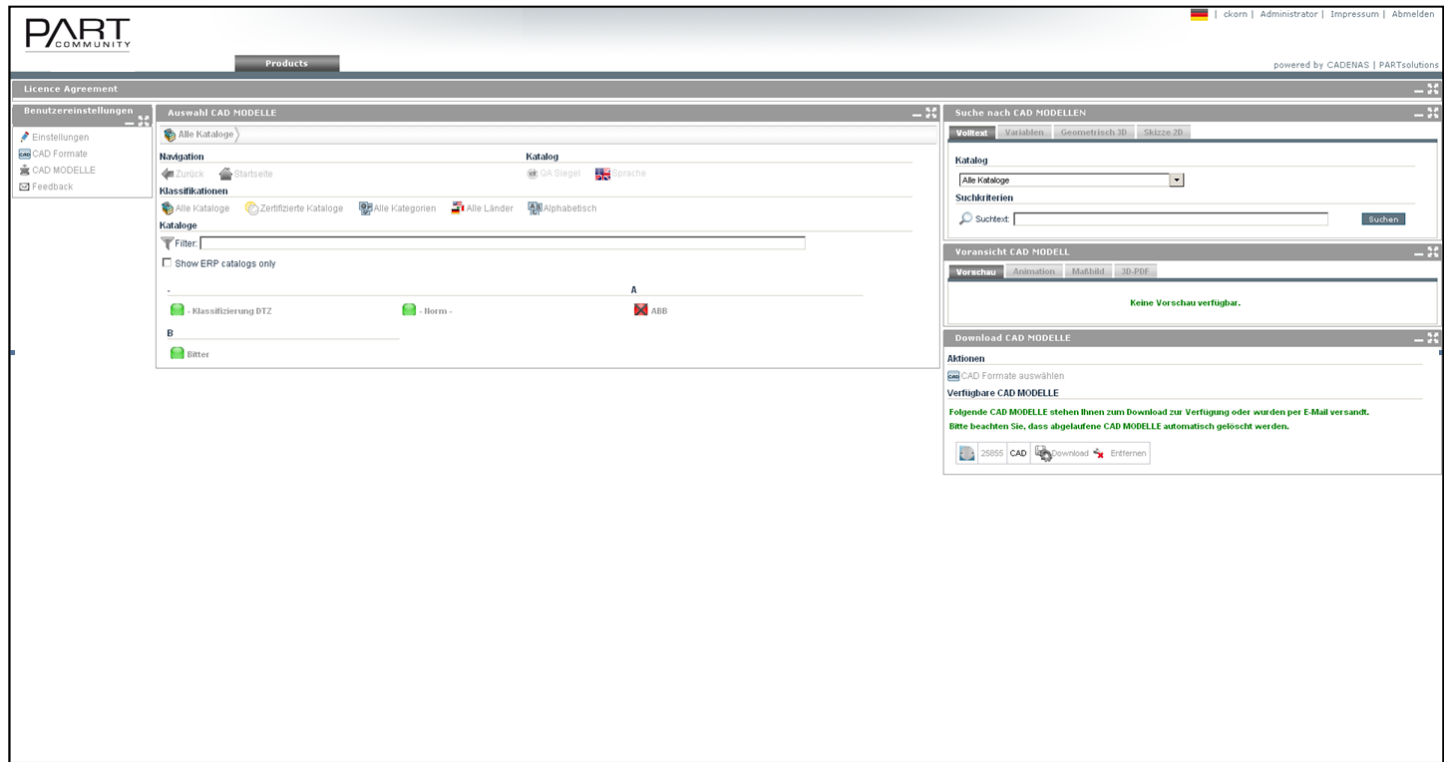 | ckorn | Administrator | Impressum | Abmelden
PART
COMMUNITY
Products
powered by CADENAS | PARTsolutions
Licence Agreement
Benutzereinstellungen
Einstellungen
CAD Formate
CAD MODELLE
Feedback
Auswahl CAD MODELLE
Alle Kataloge
Navigation
Katalog
Zurück Startseite
QA Siegel Sprache
Klassifikationen
Alle Kataloge Zertifizierte Kataloge Alle Kategorien Alle Länder Alphabetisch
Kataloge
Filter:
Show ERP catalogs only
- A
- Klassifizierung DTZ - Norm - ABB
B
Bitter
Suche nach CAD MODELLEN
Volltext Variablen Geometrisch 3D Skizze 2D
Katalog
Alle Kataloge
Suchkriterien
Suchtext: Suchen
Voransicht CAD MODELL
Vorschau Animation Maßbild 3D-PDF
Keine Vorschau verfügbar.
Download CAD MODELLE
Aktionen
CAD CAD Formate auswählen
Verfügbare CAD MODELLE
Folgende CAD MODELLE stehen Ihnen zum Download zur Verfügung oder wurden per E-Mail versandt.
Bitte beachten Sie, dass abgelaufene CAD MODELLE automatisch gelöscht werden.
25855 CAD Download Entfernen